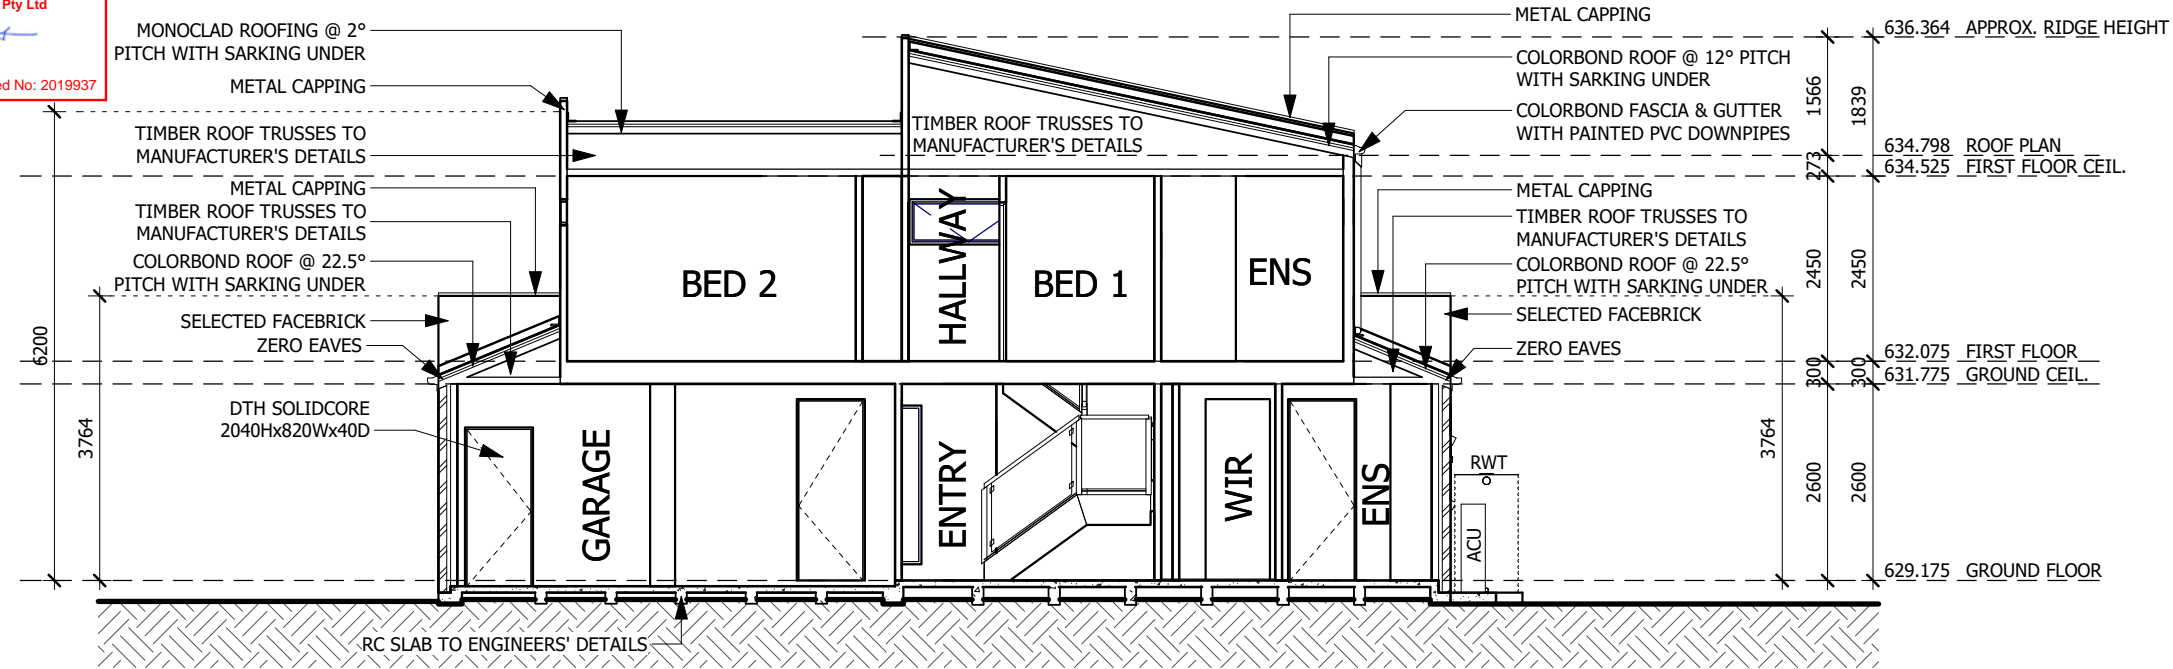 Pty Ltd
ed No: 2019937
MONOCLAD ROOFING @ 2°
PITCH WITH SARKING UNDER
METAL CAPPING
TIMBER ROOF TRUSSES TO
MANUFACTURER'S DETAILS
METAL CAPPING
TIMBER ROOF TRUSSES TO
MANUFACTURER'S DETAILS
COLORBOND ROOF @ 22.5°
PITCH WITH SARKING UNDER
SELECTED FACEBRICK
ZERO EAVES
DTH SOLIDCORE
2040Hx820Wx40D
6200
3764
TIMBER ROOF TRUSSES TO
MANUFACTURER'S DETAILS
BED 2
HALLWAY
BED 1
ENS
GARAGE
ENTRY
WIR
ENS
RWT
ACU
RC SLAB TO ENGINEERS' DETAILS
METAL CAPPING
COLORBOND ROOF @ 12° PITCH
WITH SARKING UNDER
COLORBOND FASCIA & GUTTER
WITH PAINTED PVC DOWNPIPES
METAL CAPPING
TIMBER ROOF TRUSSES TO
MANUFACTURER'S DETAILS
COLORBOND ROOF @ 22.5°
PITCH WITH SARKING UNDER
SELECTED FACEBRICK
ZERO EAVES
3764
1566
273
2450
300
2600
1839
2450
300
2600
636.364 APPROX. RIDGE HEIGHT
634.798 ROOF PLAN
634.525 FIRST FLOOR CEIL.
632.075 FIRST FLOOR
631.775 GROUND CEIL.
629.175 GROUND FLOOR